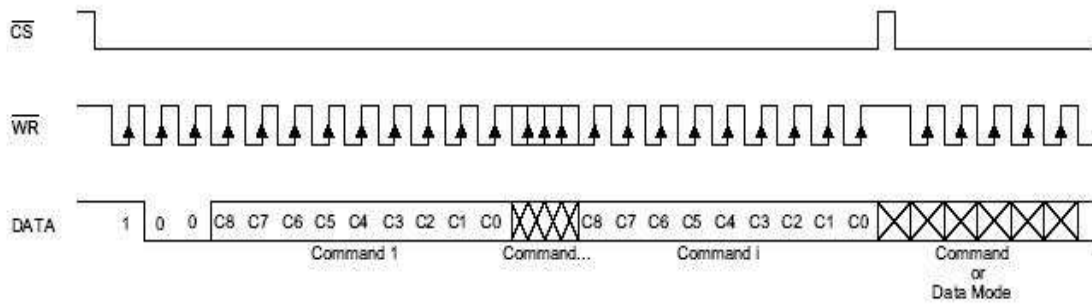 CS
WR
DATA 1 0 0 C8 C7 C6 C5 C4 C3 C2 C1 C0 C8 C7 C6 C5 C4 C3 C2 C1 C0
Command 1 Command... Command i Command
or
Data Mode